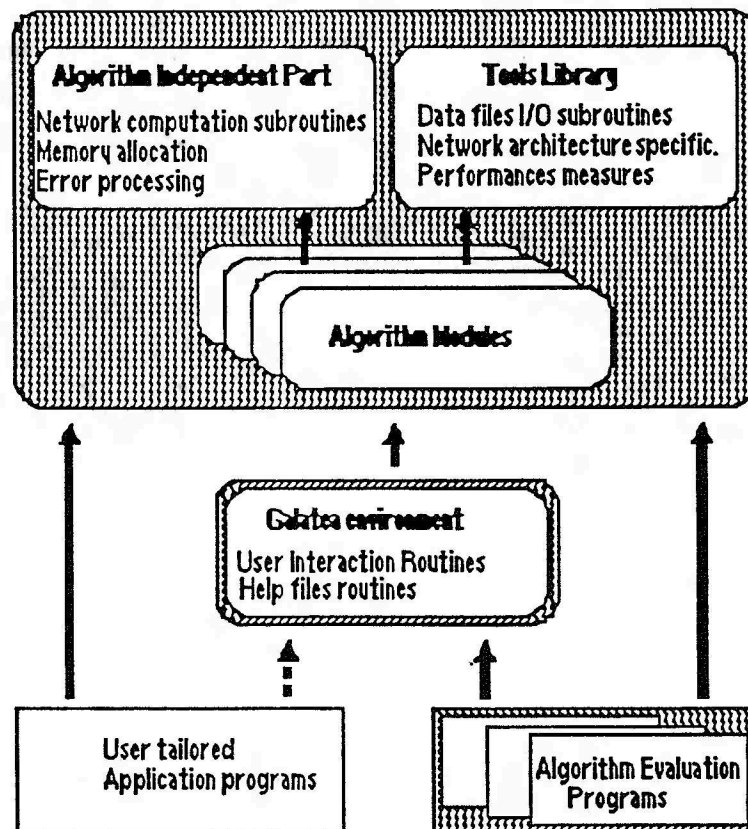 Algorithm Independent Part
Network computation subroutines
Memory allocation
Error processing
Tools Library
Data files I/O subroutines
Network architecture specific.
Performances measures
Algorithm Modules
Galatea environment
User Interaction Routines
Help files routines
User tailored
Application programs
Algorithm Evaluation
Programs